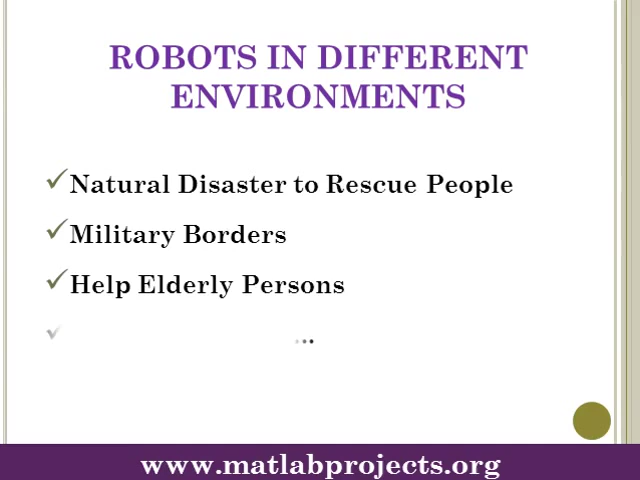 ROBOTS IN DIFFERENT
ENVIRONMENTS
Natural Disaster to Rescue People
Military Borders
Help Elderly Persons
...
www.matlabprojects.org